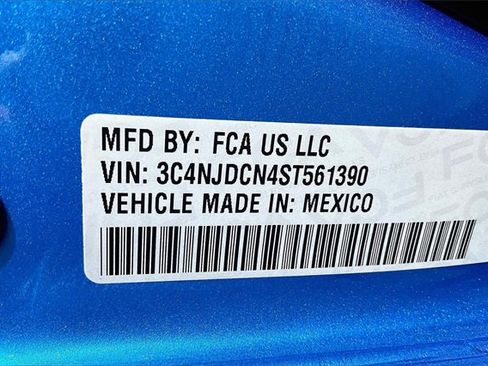 MFD BY: FCA US LLC
VIN: 3C4NJDCN4ST561390
VEHICLE MADE IN: MEXICO